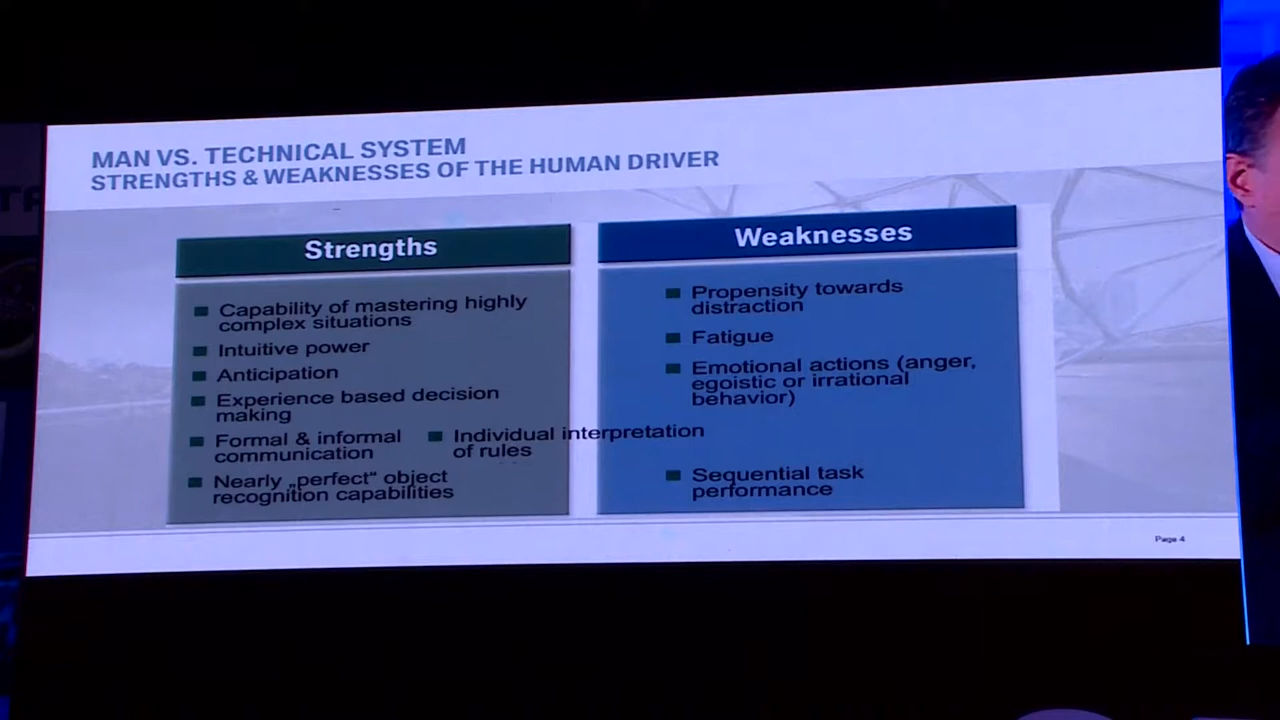 MAN VS. TECHNICAL SYSTEM
STRENGTHS & WEAKNESSES OF THE HUMAN DRIVER
Strengths
Capability of mastering highly
complex situations
Intuitive power
Anticipation
Experience based decision
making
Formal & informal
communication
Nearly „perfect“ object
recognition capabilities
Weaknesses
Propensity towards
distraction
Fatigue
Emotional actions (anger,
egoistic or irrational
behavior)
Individual interpretation
of rules
Sequential task
performance
Page 4